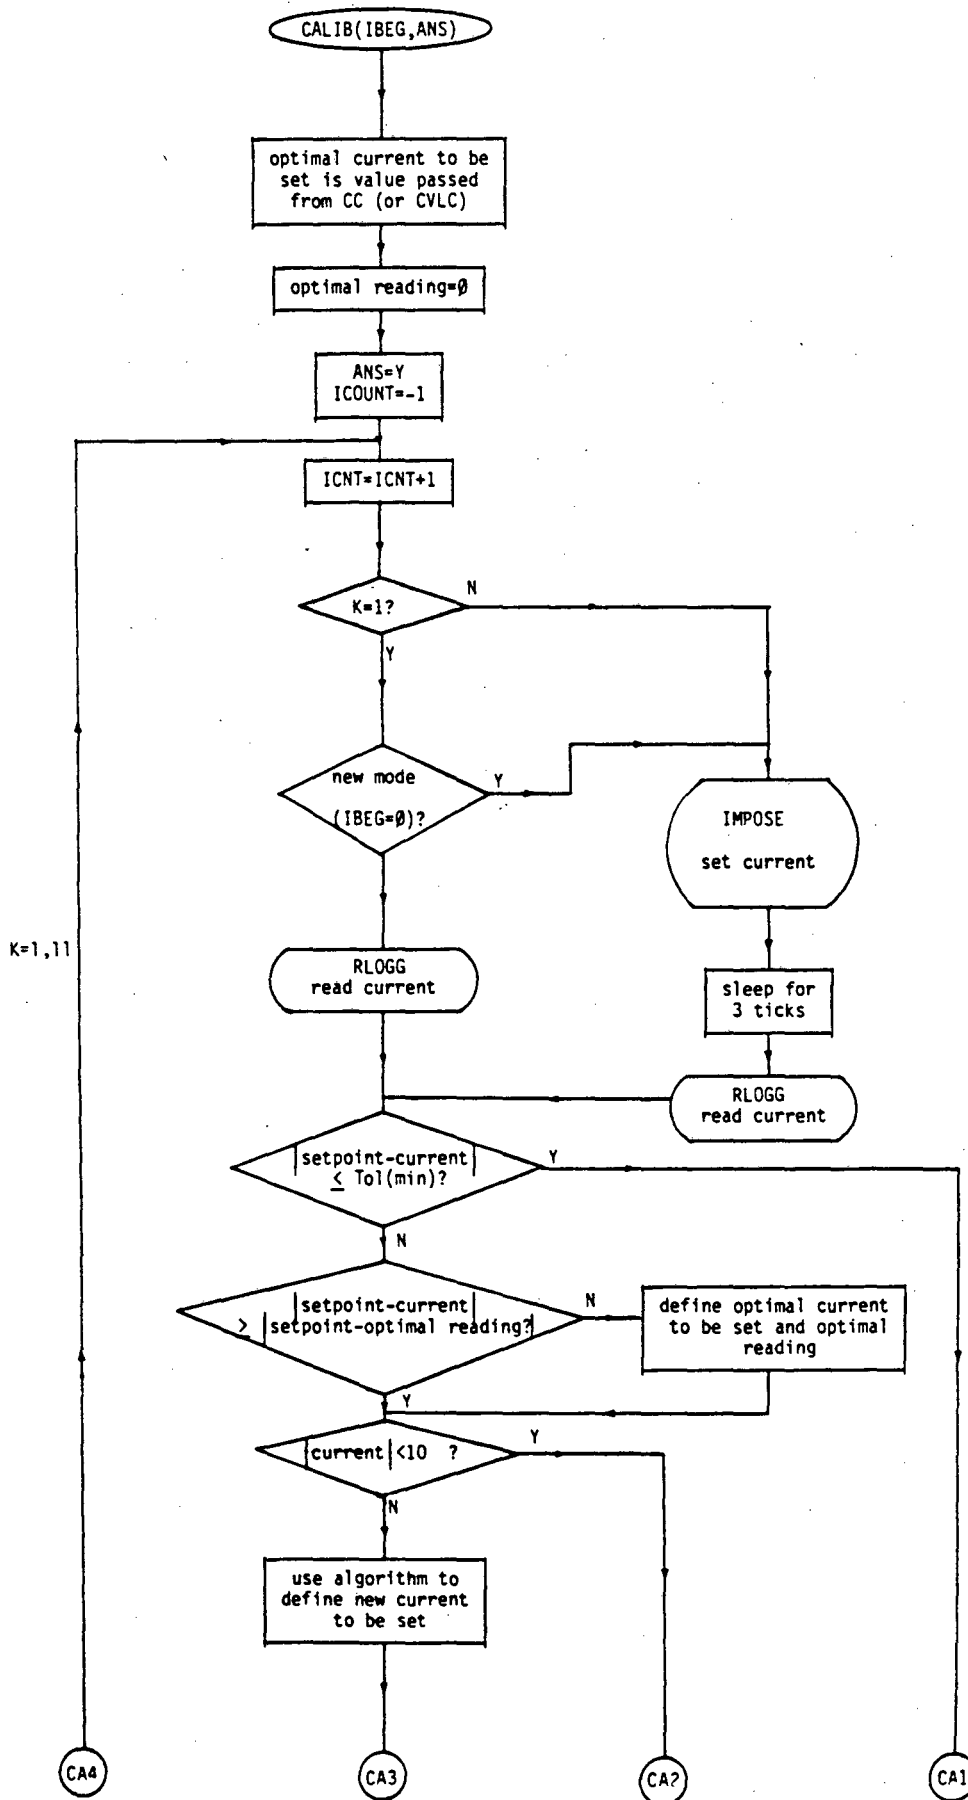 CALIB(IBEG,ANS)
optimal current to be
set is value passed
from CC (or CVLC)
optimal reading=Ø
ANS=Y
ICOUNT=-1
ICNT=ICNT+1
K=1?
N
Y
new mode
(IBEG=Ø)?
Y
IMPOSE
set current
K=1,11
RLOGG
read current
sleep for
3 ticks
RLOGG
read current
|setpoint-current|
≤ Tol(min)?
Y
N
|setpoint-current|
≥ |setpoint-optimal reading?|
N
define optimal current
to be set and optimal
reading
Y
|current|<10 ?
Y
N
use algorithm to
define new current
to be set
CA4
CA3
CA2
CA1